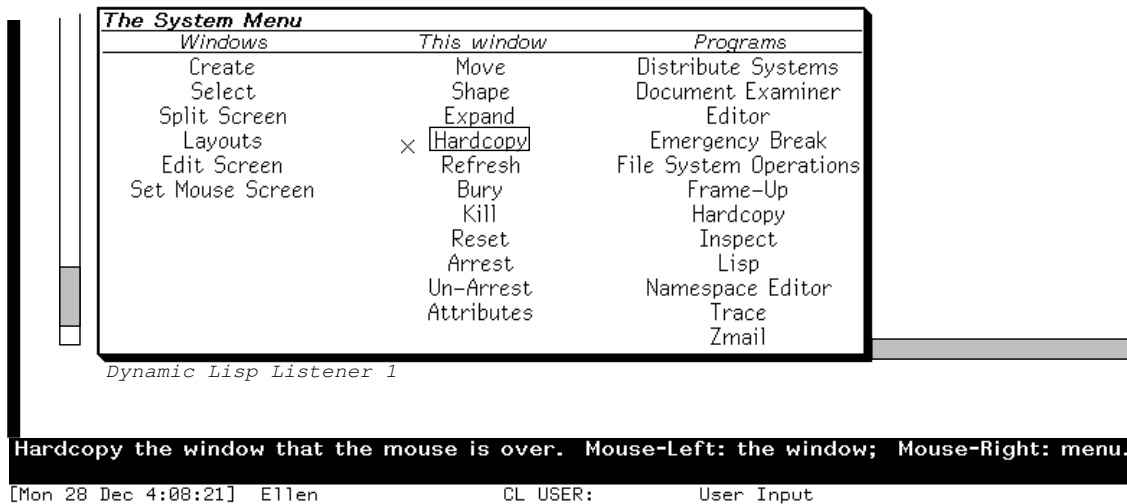 The System Menu
Windows This window Programs
Create Move Distribute Systems
Select Shape Document Examiner
Split Screen Expand Editor
Layouts Hardcopy Emergency Break
Edit Screen Refresh File System Operations
Set Mouse Screen Bury Frame-Up
Kill Hardcopy
Reset Inspect
Arrest Lisp
Un-Arrest Namespace Editor
Attributes Trace
Zmail
Dynamic Lisp Listener 1
Hardcopy the window that the mouse is over. Mouse-Left: the window; Mouse-Right: menu.
[Mon 28 Dec 4:08:21] Ellen CL USER: User Input